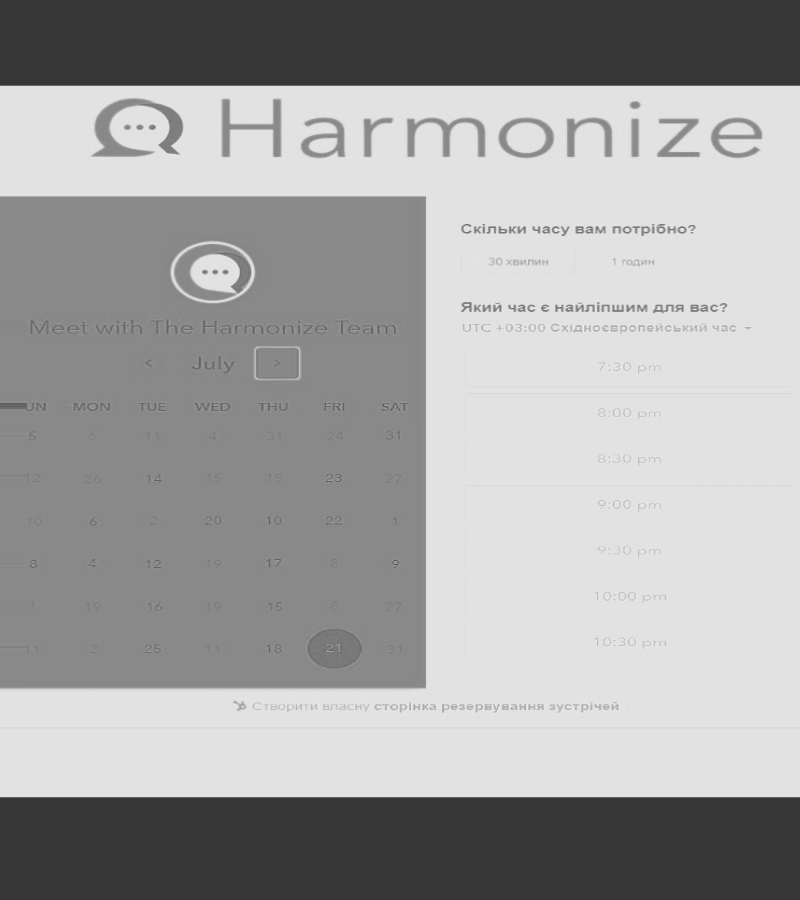 Harmonize
Meet with The Harmonize Team
July
UN MON TUE WED THU FRI SAT
5 6 11 4 31 24 31
12 26 14 15 15 23 27
10 6 2 20 10 22 1
8 4 12 19 17 8 9
1 19 16 19 15 8 27
11 2 25 11 18 21 31
Скільки часу вам потрібно?
30 хвилин 1 годин
Який час є найліпшим для вас?
UTC +03:00 Східноєвропейський час
7:30 pm
8:00 pm
8:30 pm
9:00 pm
9:30 pm
10:00 pm
10:30 pm
Створити власну сторінка резервування зустрічей